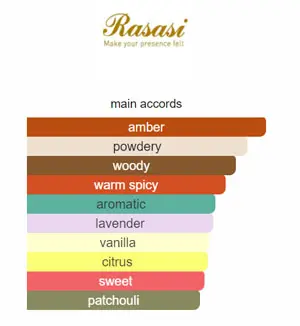 Rasasi
Make your presence felt
main accords
amber
powdery
woody
warm spicy
aromatic
lavender
vanilla
citrus
sweet
patchouli